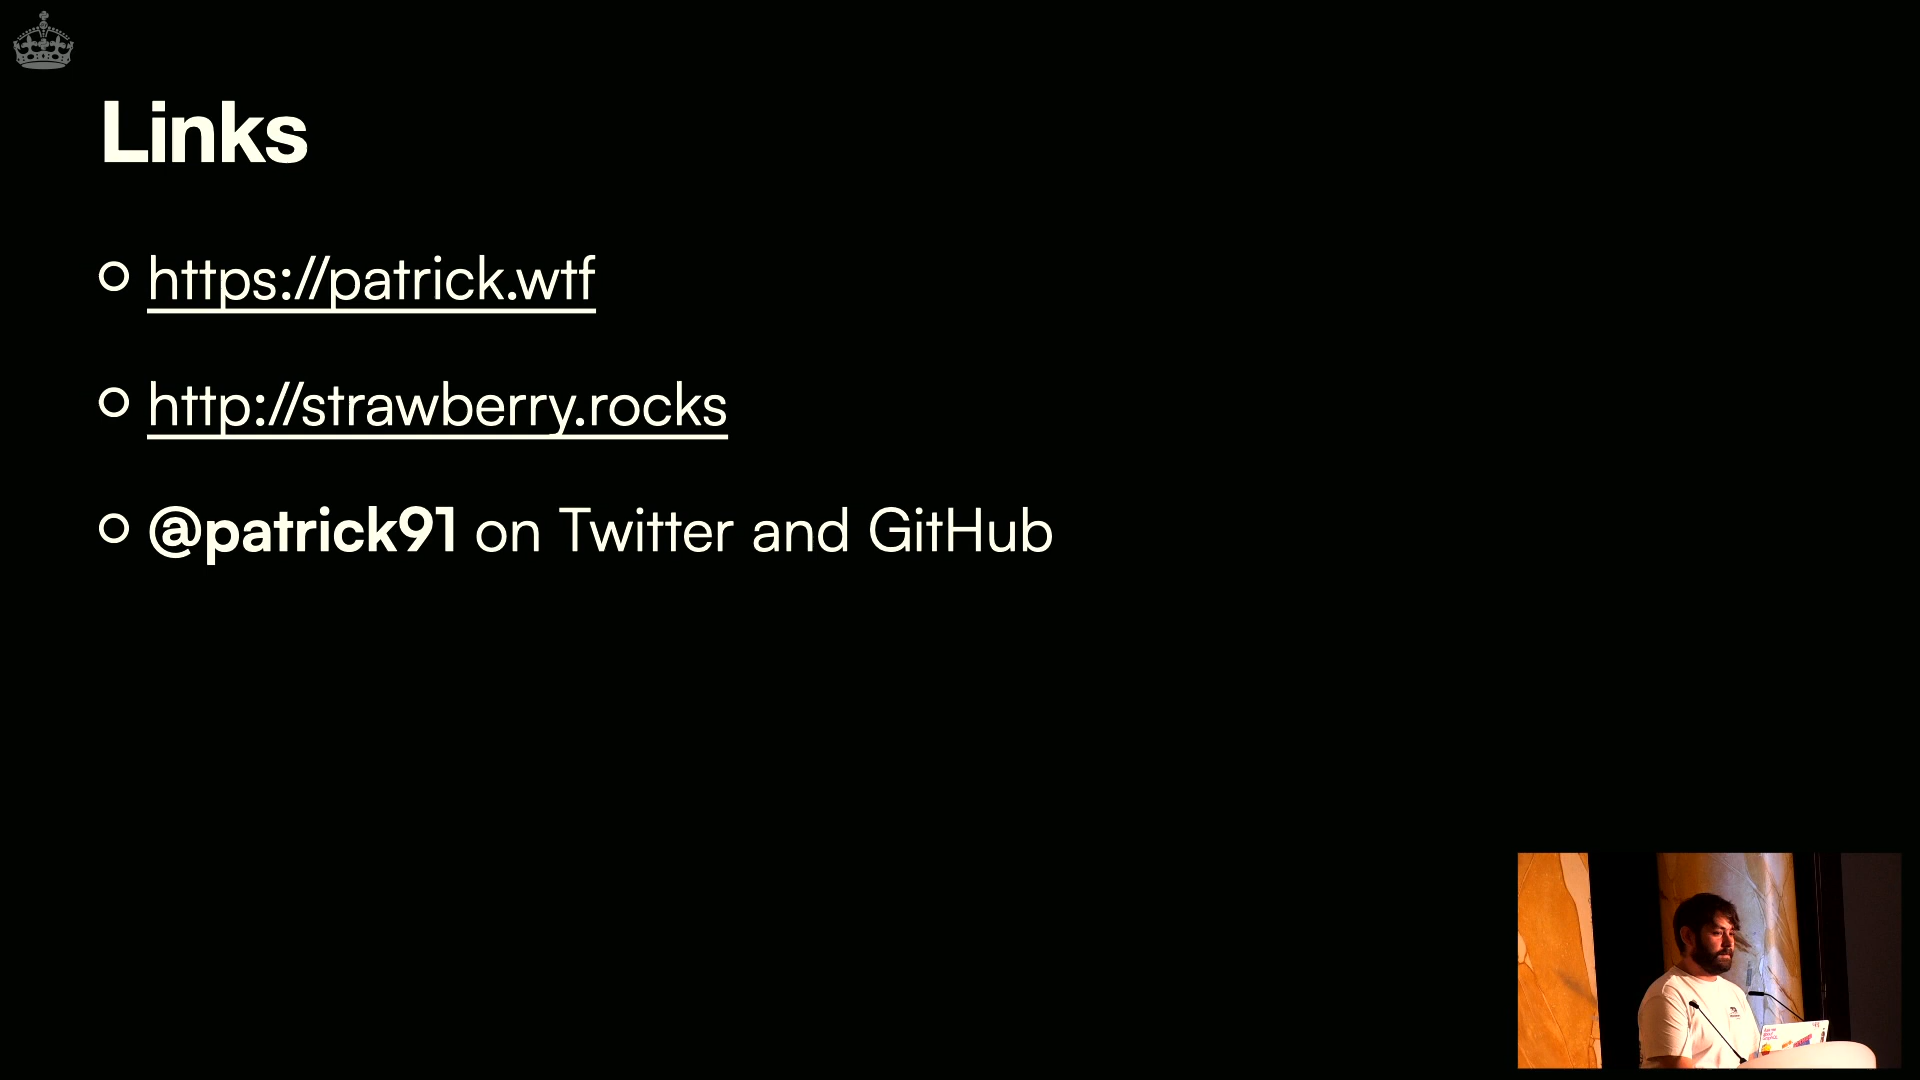 Links
https://patrick.wtf
http://strawberry.rocks
@patrick91 on Twitter and GitHub